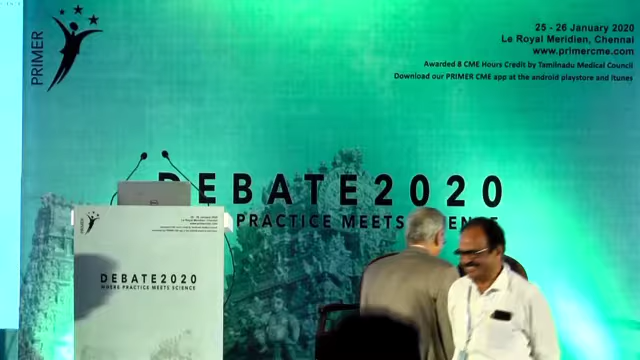 PRIMER
25 - 26 January 2020
Le Royal Meridien, Chennai
www.primercme.com
Awarded 8 CME Hours Credit by Tamilnadu Medical Council
Download our PRIMER CME app at the android playstore and itunes
DEBATE2020
PRACTICE MEETS SCIENCE
DEBATE2020
WHERE PRACTICE MEETS SCIENCE